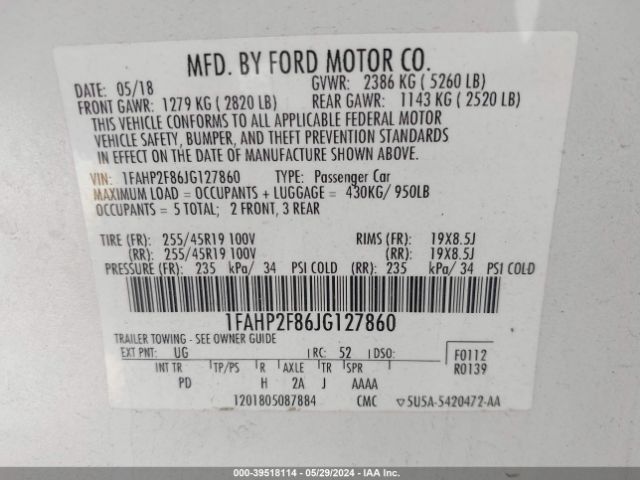 MFD. BY FORD MOTOR CO.
DATE: 05/18 GVWR: 2386 KG ( 5260 LB)
FRONT GAWR: 1279 KG ( 2820 LB) REAR GAWR: 1143 KG ( 2520 LB)
THIS VEHICLE CONFORMS TO ALL APPLICABLE FEDERAL MOTOR
VEHICLE SAFETY, BUMPER, AND THEFT PREVENTION STANDARDS
IN EFFECT ON THE DATE OF MANUFACTURE SHOWN ABOVE.
VIN: 1FAHP2F86JG127860 TYPE: Passenger Car
MAXIMUM LOAD = OCCUPANTS + LUGGAGE = 430KG/ 950LB
OCCUPANTS = 5 TOTAL; 2 FRONT, 3 REAR
TIRE (FR): 255/45R19 100V RIMS (FR): 19X8.5J
(RR): 255/45R19 100V (RR): 19X8.5J
PRESSURE (FR): 235 kPa/ 34 PSI COLD (RR): 235 kPa/ 34 PSI COLD
1FAHP2F86JG127860
TRAILER TOWING - SEE OWNER GUIDE
EXT PNT: UG RC: 52 DSO: F0112
INT TR TP/PS R AXLE TR SPR R0139
PD H 2A J AAAA
1201805087884 CMC 5U5A-5420472-AA
000-39518114 - 05/29/2024 - IAA Inc.